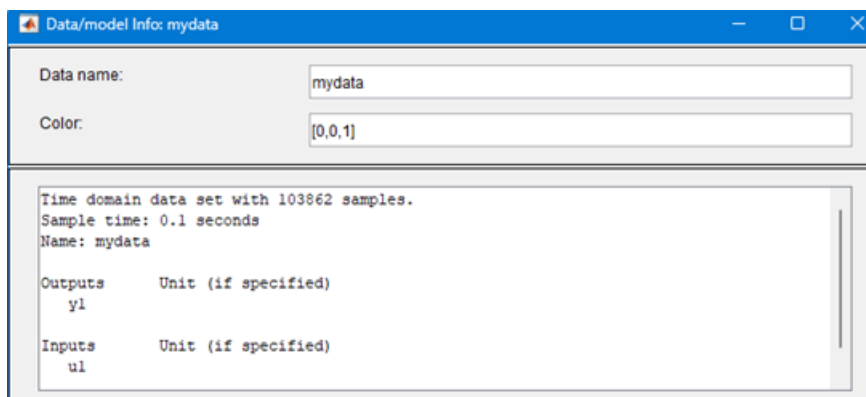 Data/model Info: mydata
Data name:
mydata
Color:
[0,0,1]
Time domain data set with 103862 samples.
Sample time: 0.1 seconds
Name: mydata
Outputs Unit (if specified)
y1
Inputs Unit (if specified)
u1